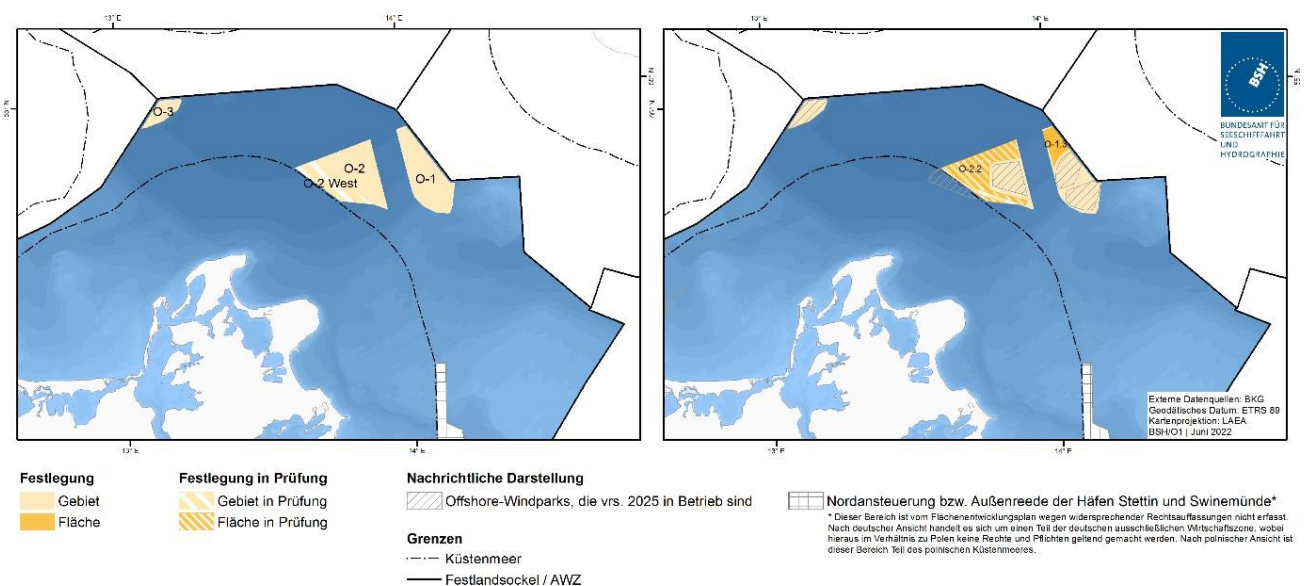 13° E
14° E
13° E
14° E
55° N
55° N
55° N
55° N
O-3
O-2
O-2 West
O-1
O-1.3
O-2.2
BSH
BUNDESAMT FÜR
SEESCHIFFFAHRT
UND
HYDROGRAPHIE
Externe Datenquellen: BKG
Geodätisches Datum: ETRS 89
Kartenprojektion: LAEA
BSH/O1 | Juni 2022
13° E
14° E
13° E
14° E
Festlegung
Gebiet
Fläche
Festlegung in Prüfung
Gebiet in Prüfung
Fläche in Prüfung
Nachrichtliche Darstellung
Offshore-Windparks, die vrs. 2025 in Betrieb sind
Grenzen
Küstenmeer
Festlandsockel / AWZ
Nordansteuerung bzw. Außenreede der Häfen Stettin und Swinemünde*
* Dieser Bereich ist vom Flächenentwicklungsplan wegen widersprechender Rechtsauffassungen nicht erfasst.
Nach deutscher Ansicht handelt es sich um einen Teil der deutschen ausschließlichen Wirtschaftszone, wobei
hieraus im Verhältnis zu Polen keine Rechte und Pflichten geltend gemacht werden. Nach polnischer Ansicht ist
dieser Bereich Teil des polnischen Küstenmeeres.